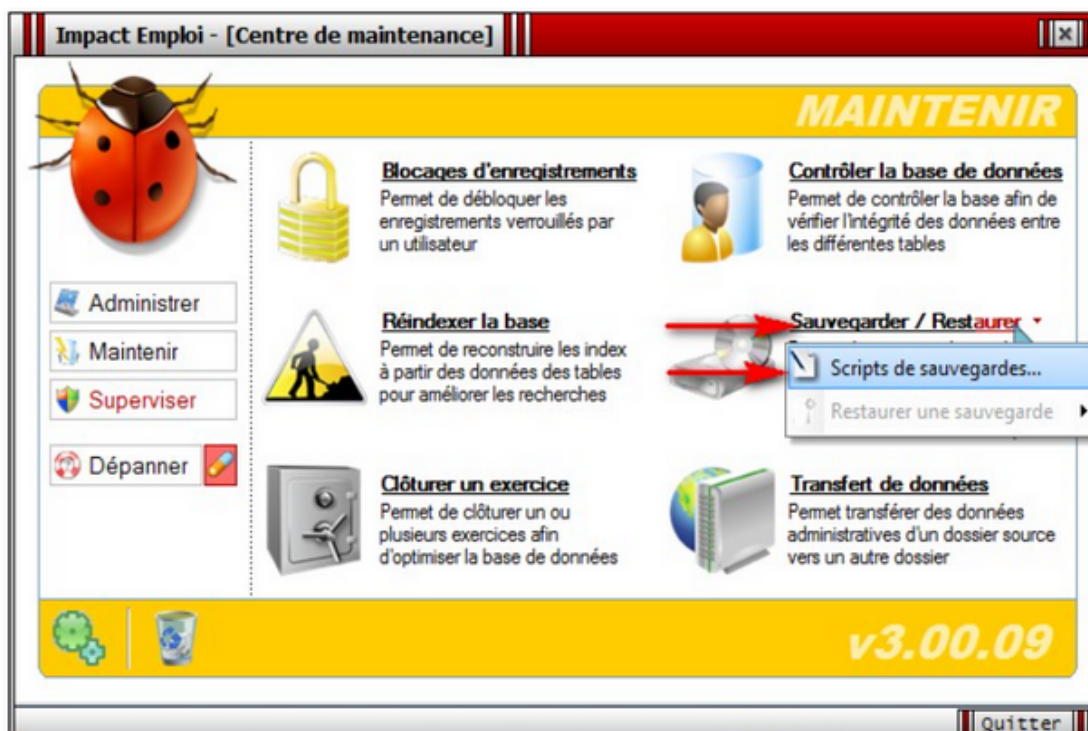 Impact Emploi - [Centre de maintenance]
MAINTENIR
Administrer
Maintenir
Superviser
Dépanner
Blocages d'enregistrements
Permet de débloquer les
enregistrements verrouillés par
un utilisateur
Contrôler la base de données
Permet de contrôler la base afin de
vérifier l'intégrité des données entre
les différentes tables
Réindexer la base
Permet de reconstruire les index
à partir des données des tables
pour améliorer les recherches
Sauvegarder / Restaurer
Scripts de sauvegardes...
Restaurer une sauvegarde
Clôturer un exercice
Permet de clôturer un ou
plusieurs exercices afin
d'optimiser la base de données
Transfert de données
Permet transférer des données
administratives d'un dossier source
vers un autre dossier
v3.00.09
Quitter